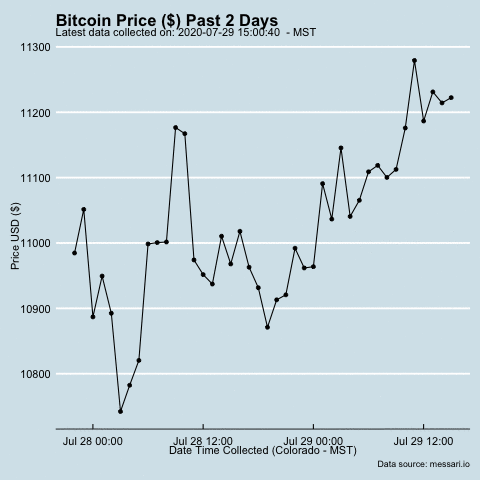 Bitcoin Price ($) Past 2 Days
Latest data collected on: 2020-07-29 15:00:40 - MST
11300
11200
11100
11000
10900
10800
Price USD ($)
Jul 28 00:00 Jul 28 12:00 Jul 29 00:00 Jul 29 12:00
Date Time Collected (Colorado - MST)
Data source: messari.io